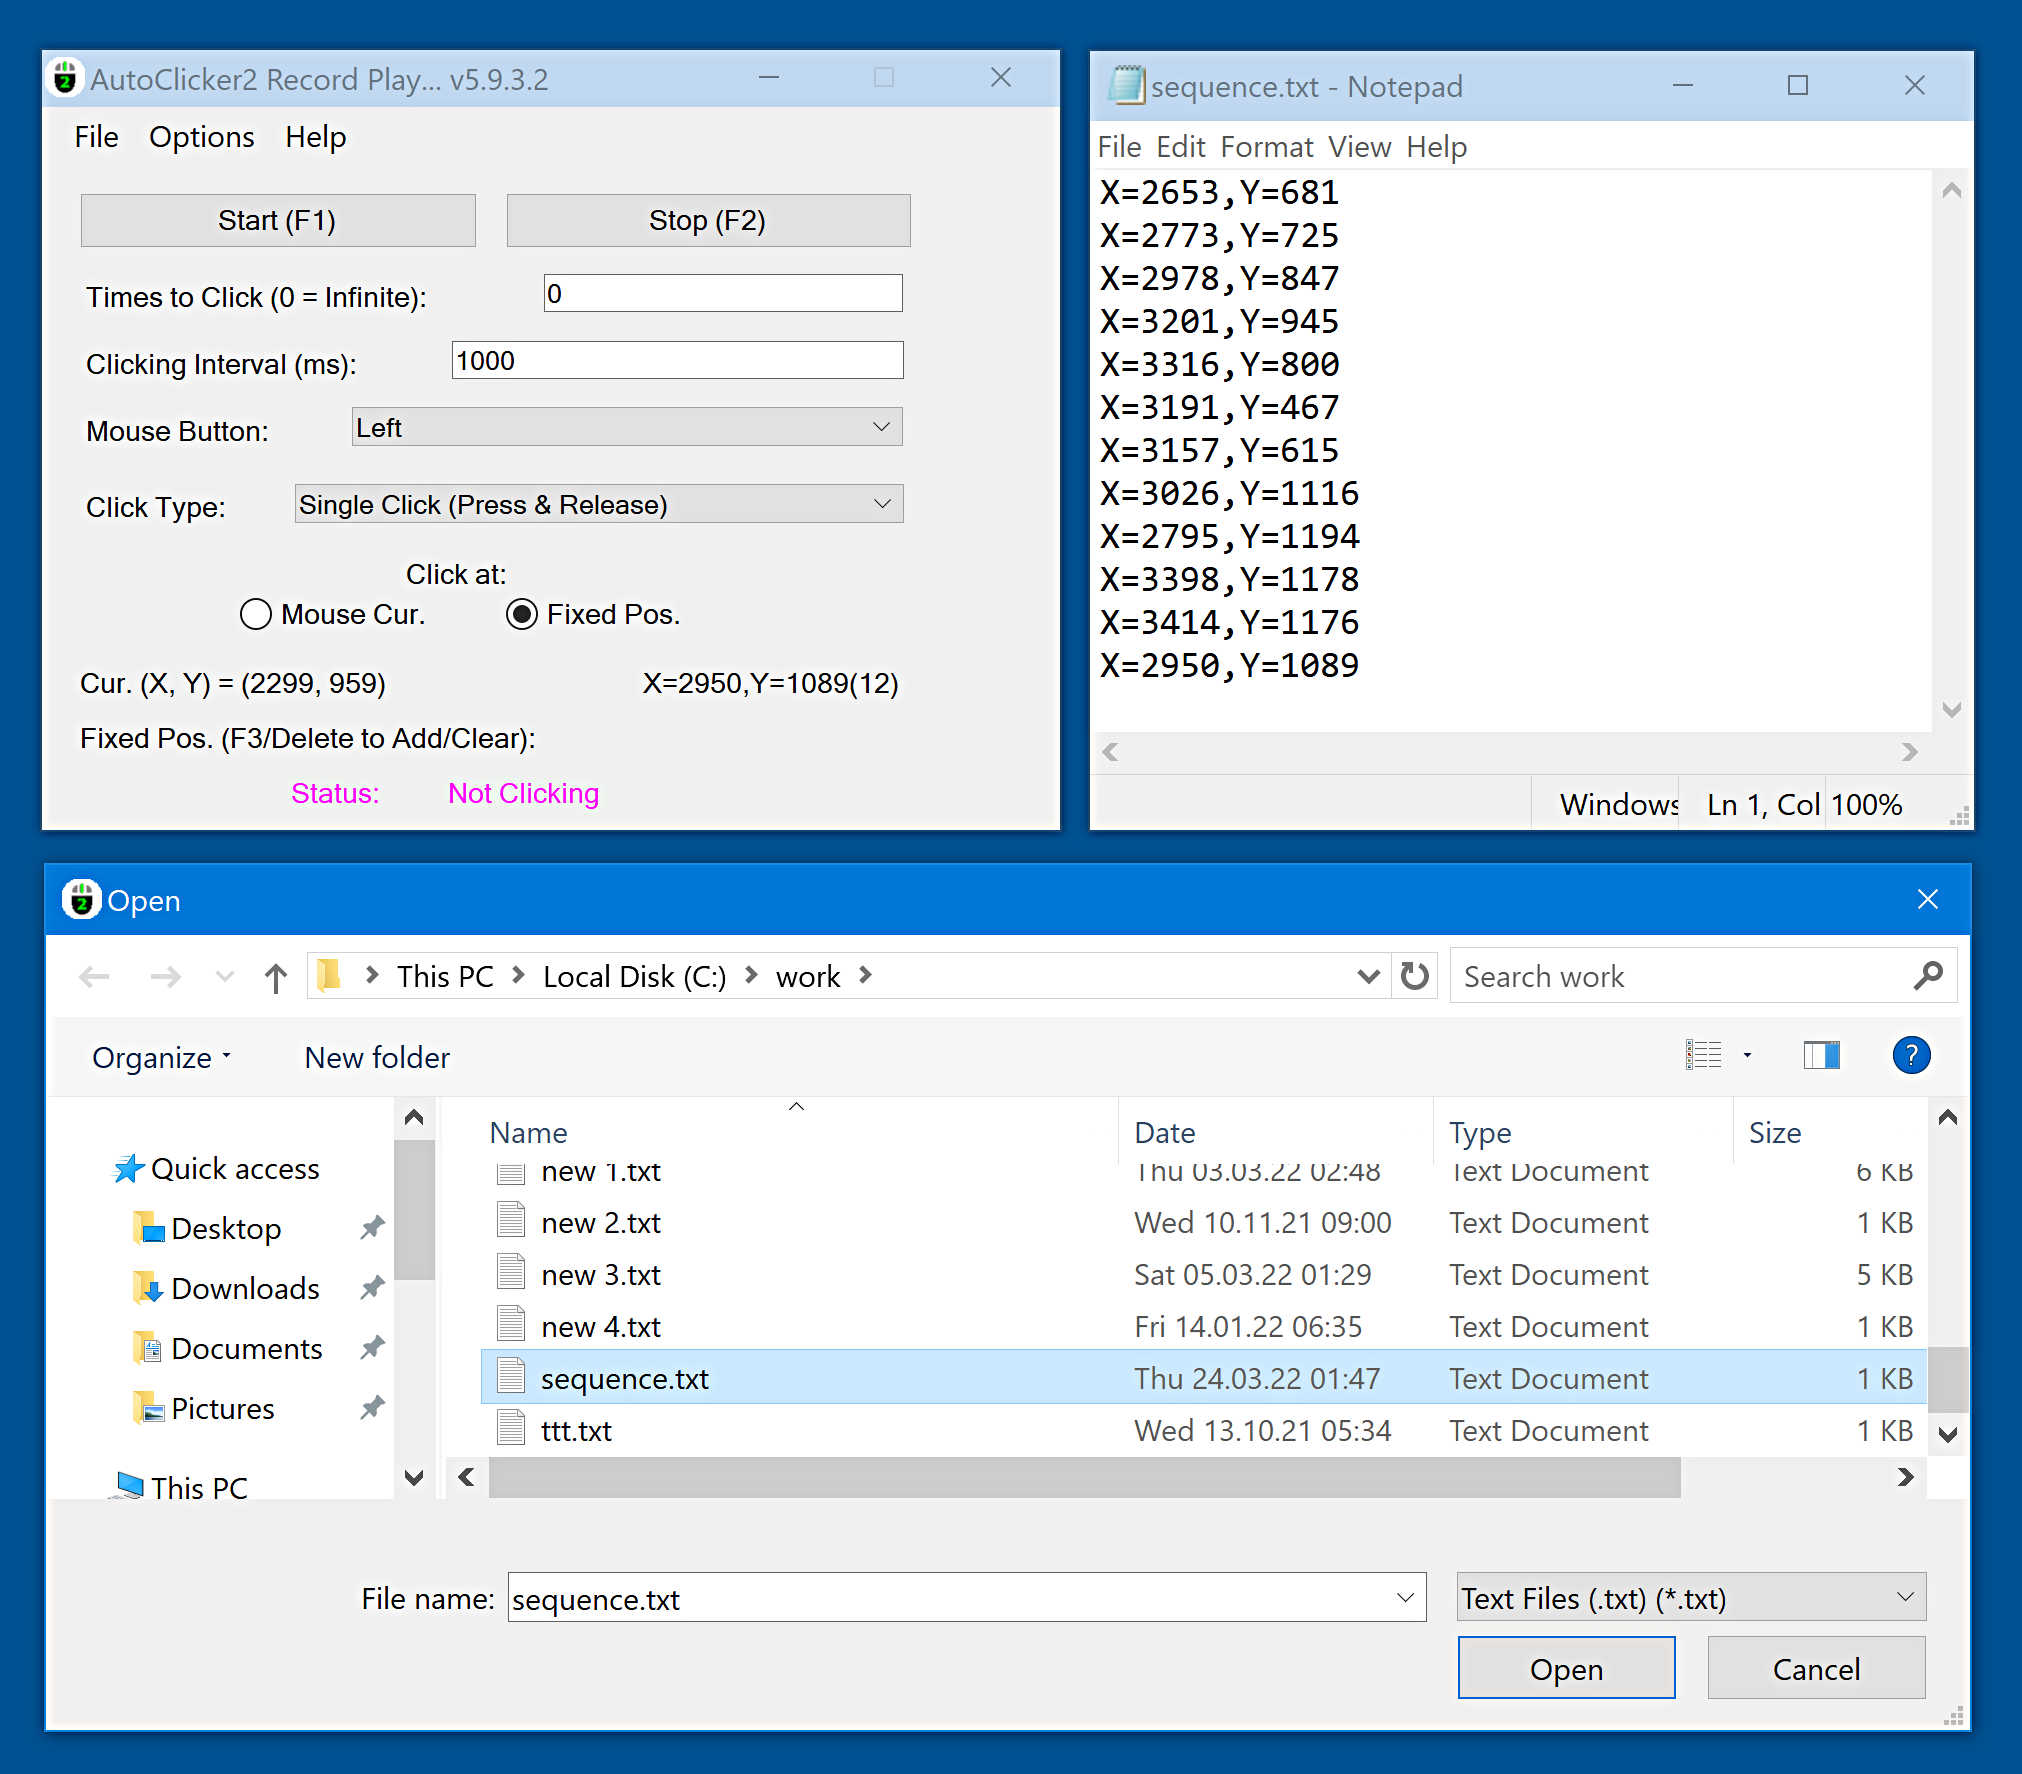 AutoClicker2 Record Play... v5.9.3.2
File Options Help
Start (F1) Stop (F2)
Times to Click (0 = Infinite): 0
Clicking Interval (ms): 1000
Mouse Button: Left
Click Type: Single Click (Press & Release)
Click at:
Mouse Cur. Fixed Pos.
Cur. (X, Y) = (2299, 959) X=2950,Y=1089(12)
Fixed Pos. (F3/Delete to Add/Clear):
Status: Not Clicking
sequence.txt - Notepad
File Edit Format View Help
X=2653,Y=681
X=2773,Y=725
X=2978,Y=847
X=3201,Y=945
X=3316,Y=800
X=3191,Y=467
X=3157,Y=615
X=3026,Y=1116
X=2795,Y=1194
X=3398,Y=1178
X=3414,Y=1176
X=2950,Y=1089
Windows Ln 1, Col 100%
2 Open
This PC Local Disk (C:) work Search work
Organize New folder ?
Quick access
Desktop
Downloads
Documents
Pictures
This PC
Name Date Type Size
new 1.txt Thu 03.03.22 02:48 Text Document 6 KB
new 2.txt Wed 10.11.21 09:00 Text Document 1 KB
new 3.txt Sat 05.03.22 01:29 Text Document 5 KB
new 4.txt Fri 14.01.22 06:35 Text Document 1 KB
sequence.txt Thu 24.03.22 01:47 Text Document 1 KB
ttt.txt Wed 13.10.21 05:34 Text Document 1 KB
File name: sequence.txt Text Files (.txt) (*.txt)
Open Cancel